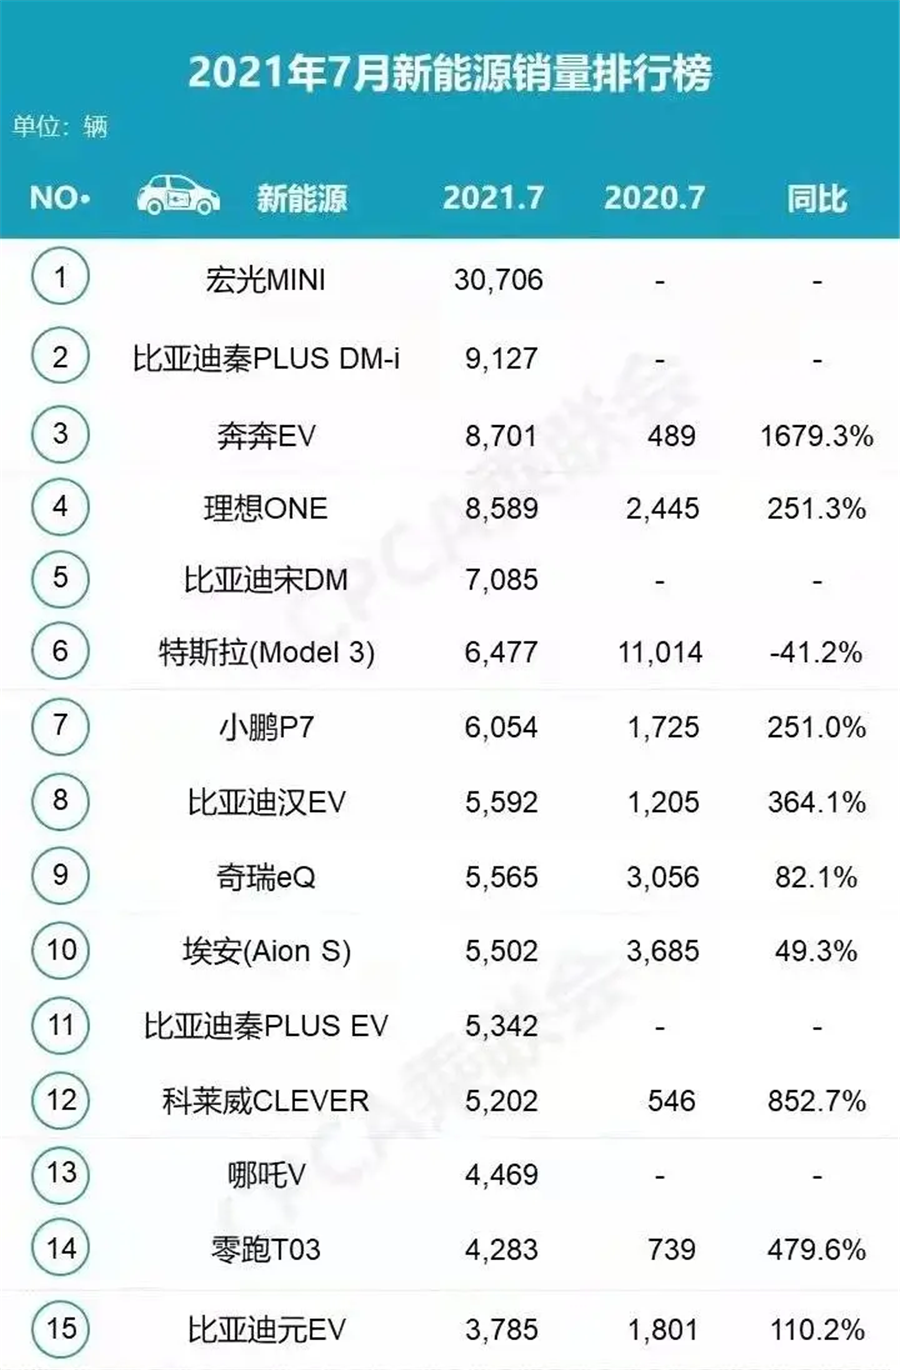 2021年7月新能源销量排行榜
单位：辆
NO· 新能源 2021.7 2020.7 同比
1 宏光MINI 30,706 - -
2 比亚迪秦PLUS DM-i 9,127 - -
3 奔奔EV 8,701 489 1679.3%
4 理想ONE 8,589 2,445 251.3%
5 比亚迪宋DM 7,085 - -
6 特斯拉(Model 3) 6,477 11,014 -41.2%
7 小鹏P7 6,054 1,725 251.0%
8 比亚迪汉EV 5,592 1,205 364.1%
9 奇瑞eQ 5,565 3,056 82.1%
10 埃安(Aion S) 5,502 3,685 49.3%
11 比亚迪秦PLUS EV 5,342 - -
12 科莱威CLEVER 5,202 546 852.7%
13 哪吒V 4,469 - -
14 零跑T03 4,283 739 479.6%
15 比亚迪元EV 3,785 1,801 110.2%
CPCA乘联会
CPCA乘联会